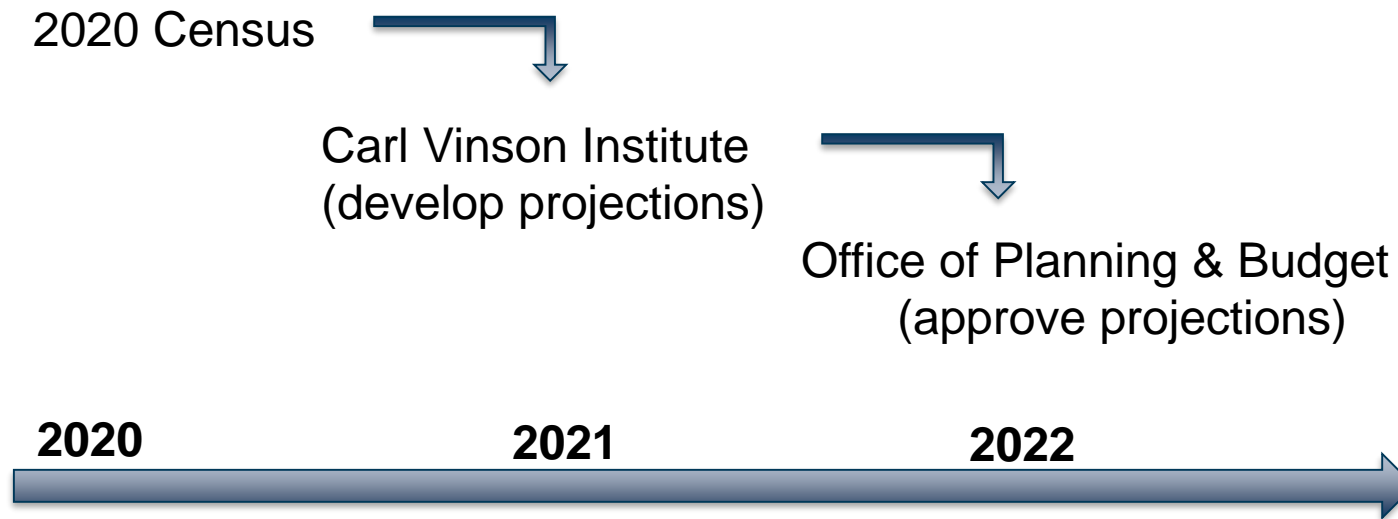 2020 Census
Carl Vinson Institute
(develop projections)
Office of Planning & Budget
(approve projections)
2020
2021
2022